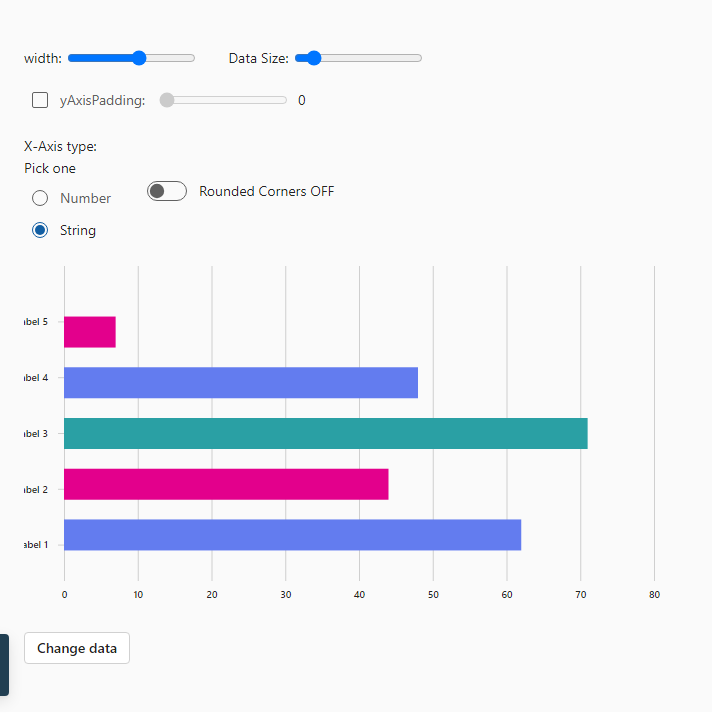 width: Data Size:
yAxisPadding: 0
X-Axis type:
Pick one
Number
Rounded Corners OFF
String
abel 5
abel 4
abel 3
abel 2
abel 1
0 10 20 30 40 50 60 70 80
Change data